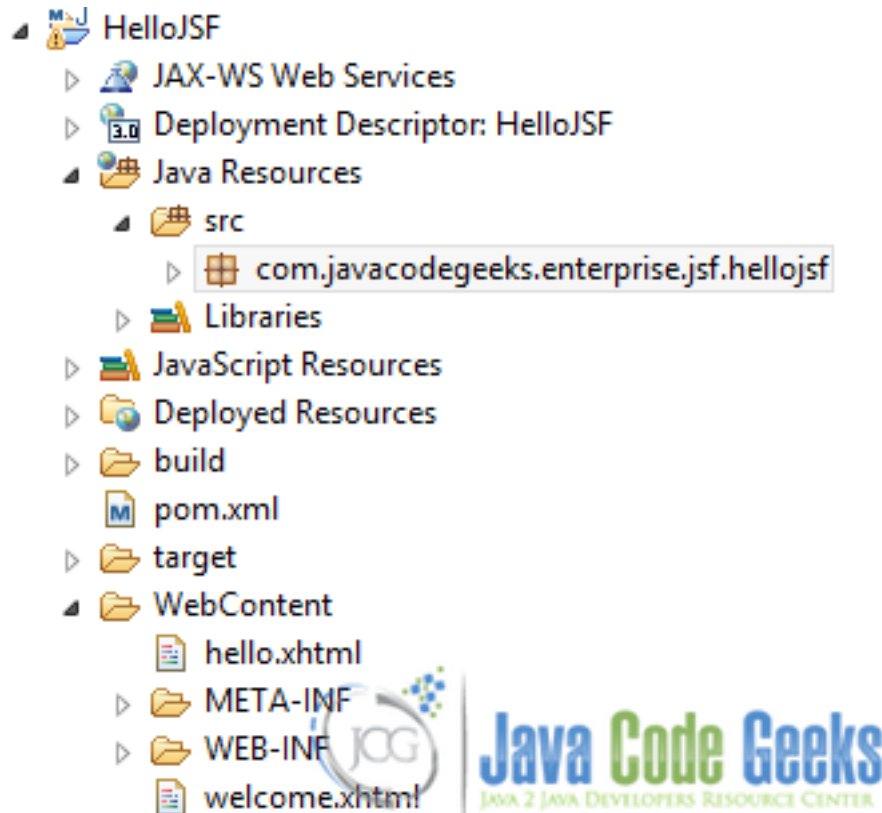 HelloJSF
JAX-WS Web Services
3.0 Deployment Descriptor: HelloJSF
Java Resources
src
com.javacodegeeks.enterprise.jsf.hellojsf
Libraries
JavaScript Resources
Deployed Resources
build
M pom.xml
target
WebContent
hello.xhtml
META-INF
WEB-INF
welcome.xhtml
JCG
Java Code Geeks
JAVA 2 JAVA DEVELOPERS RESOURCE CENTER